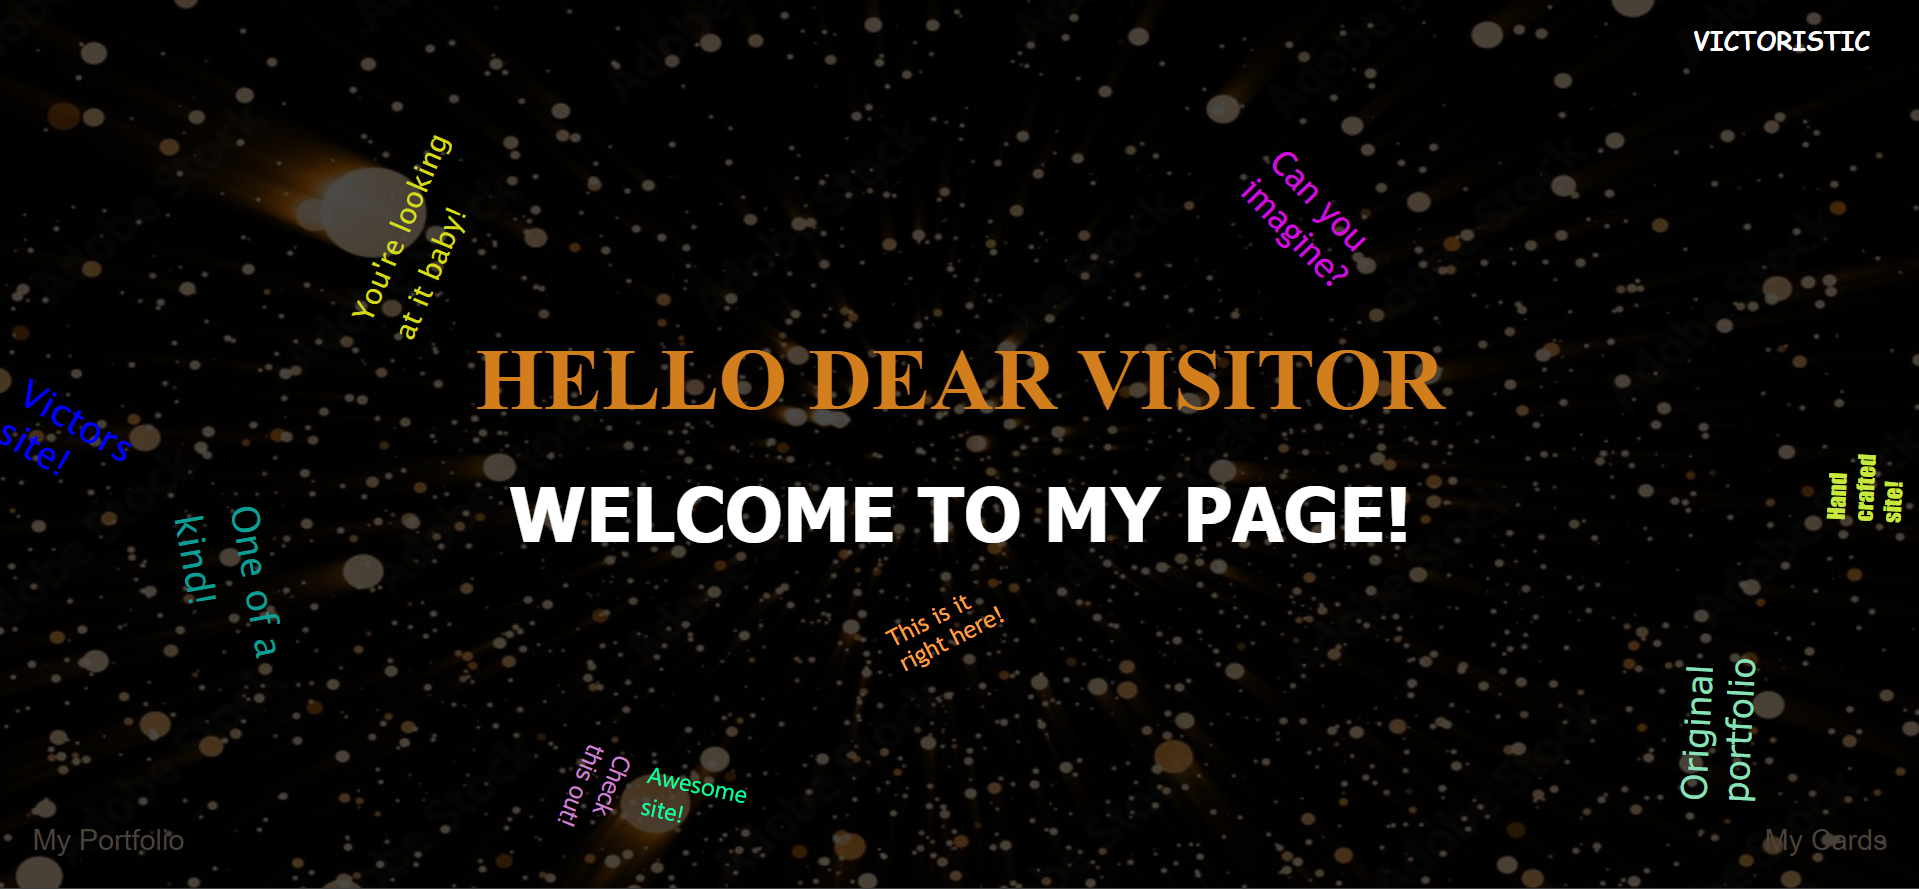 VICTORISTIC
You're looking
at it baby!
Can you
imagine?
HELLO DEAR VISITOR
Victors
site!
WELCOME TO MY PAGE!
Hand
crafted
site!
One of a
kind!
This is it
right here!
Original
portfolio
Check
this out!
Awesome
site!
My Portfolio
My Cards
Adobe Stock